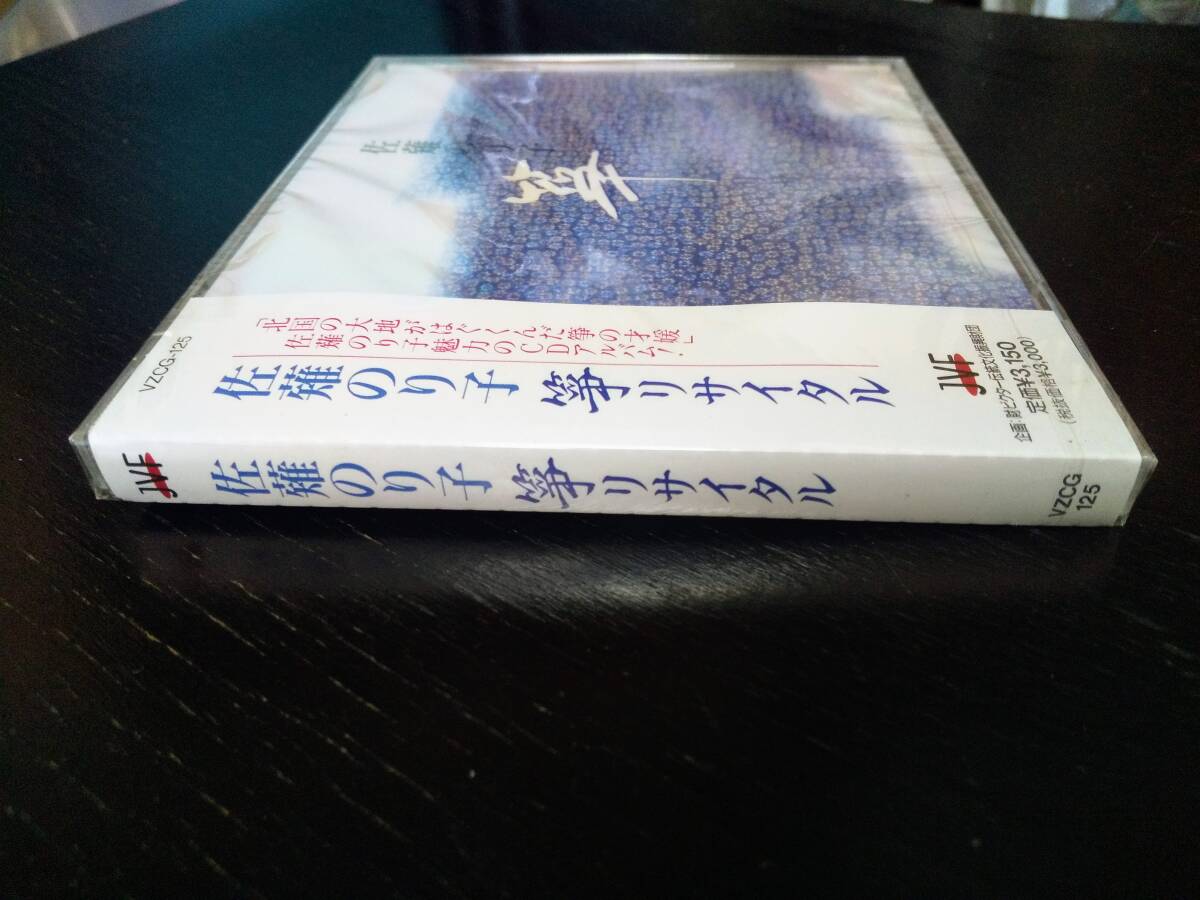 佐薙のり子
箏
「北国の大地がはぐくんだ箏の才媛」
佐薙のり子魅力のCDアルバム！
VZCG-125
佐薙のり子 箏リサイタル
JVF
企画：財ビクター伝統文化振興財団
定価¥3,150
(税抜価格¥3,000)
JVF
佐薙のり子 箏リサイタル
VZCG
125